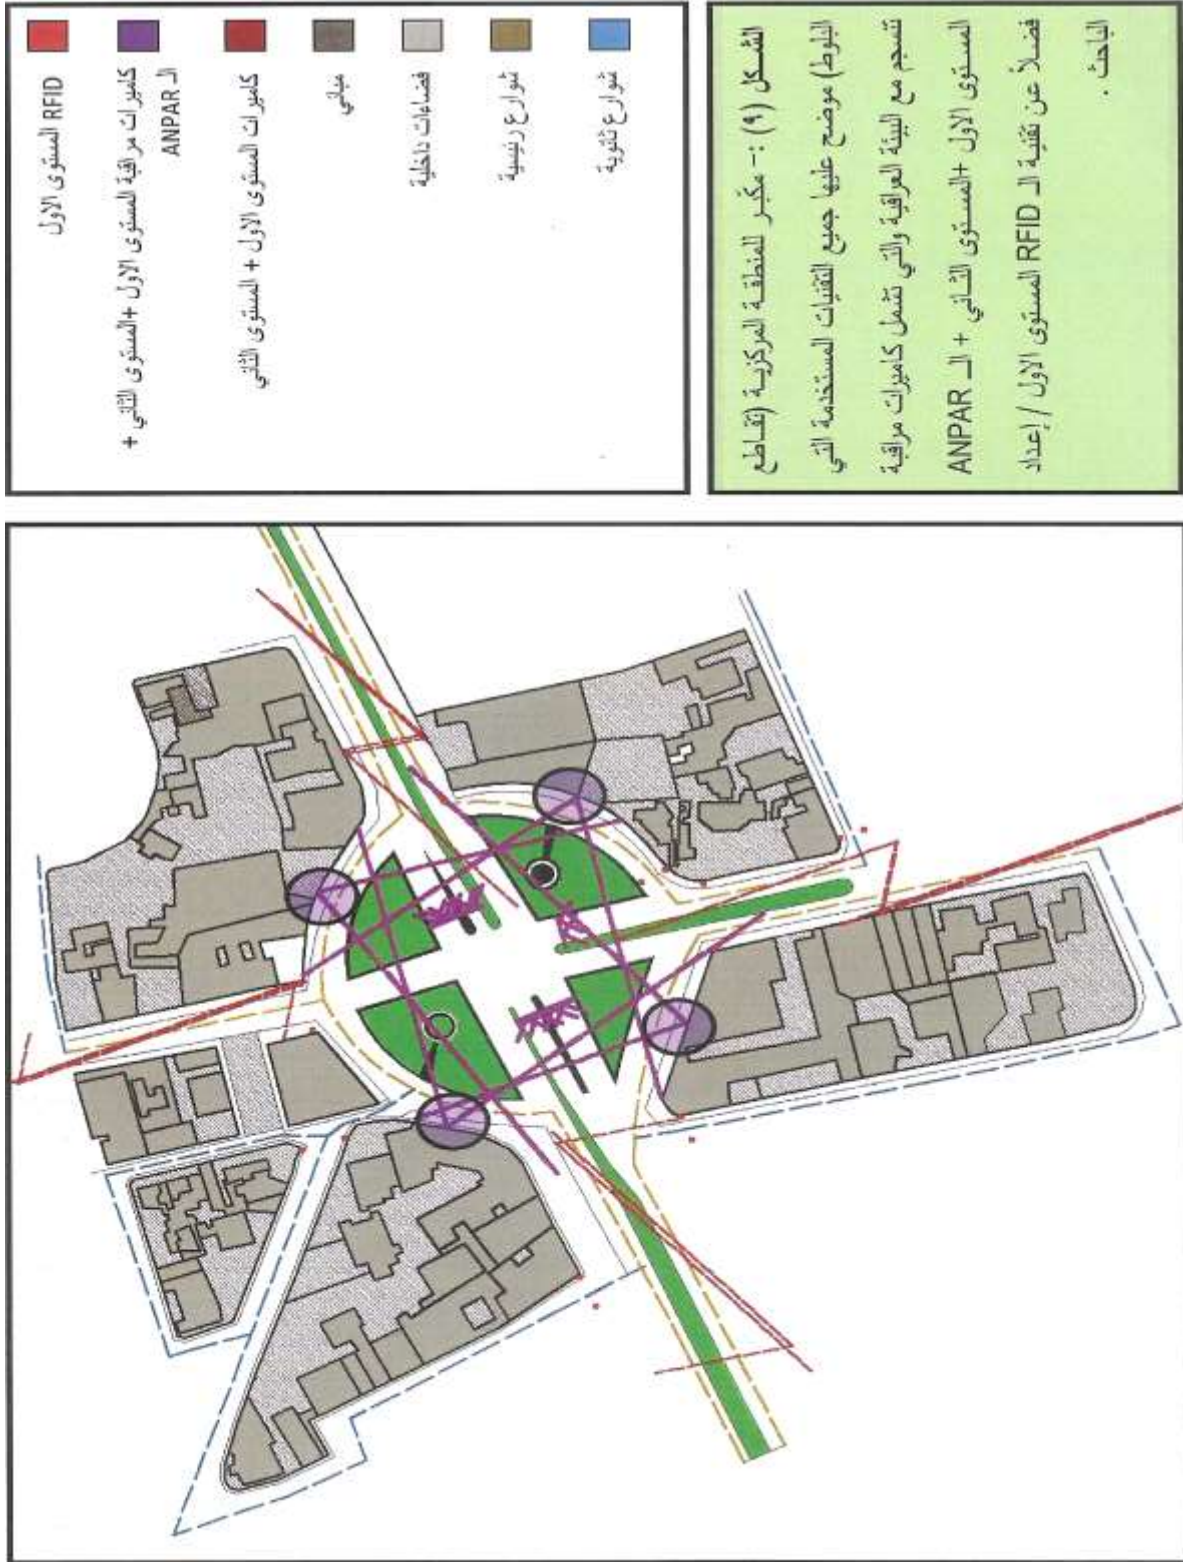 RFID المستوى الاول
كاميرات مراقبة المستوى الاول +المستوى الثاني +
الـ ANPAR
كاميرات المستوى الاول + المستوى الثاني
مباني
فضاءات داخلية
شوارع رئيسية
شوارع ثانوية
الشكل (٩) :- مكبر للمنطقة المركزية (تقاطع
البلوط) موضح عليها جميع التقنيات المستخدمة التي
تنسجم مع البيئة العراقية والتي تشمل كاميرات مراقبة
المستوى الاول +المستوى الثاني + الـ ANPAR
فضلاً عن تقنية الـ RFID المستوى الاول / إعداد
الباحث .